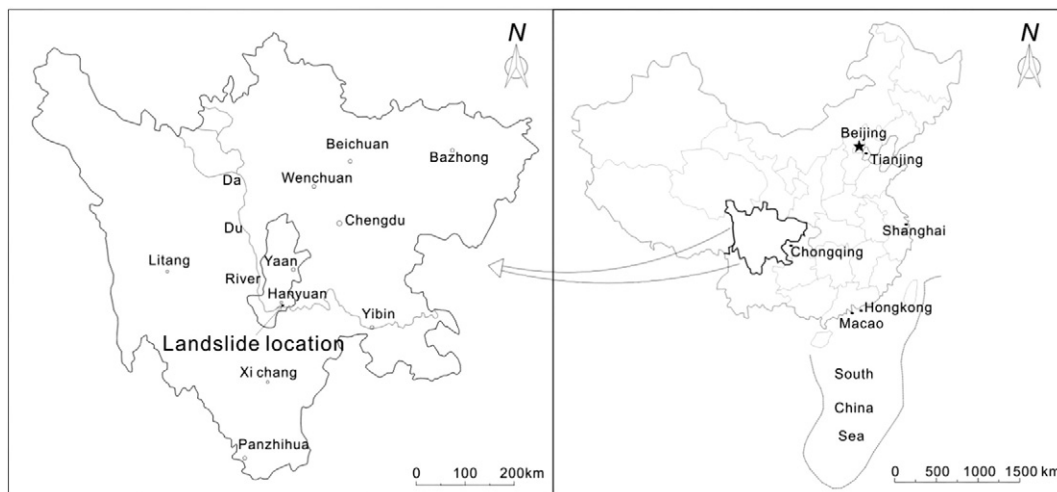 N
Beichuan
Bazhong
Wenchuan
Da
Chengdu
Du
Litang
Yaan
River
Hanyuan
Yibin
Landslide location
Xi chang
Panzhihua
0 100 200km
N
Beijing
Tianjing
Shanghai
Chongqing
Hongkong
Macao
South
China
Sea
0 500 1000 1500 km